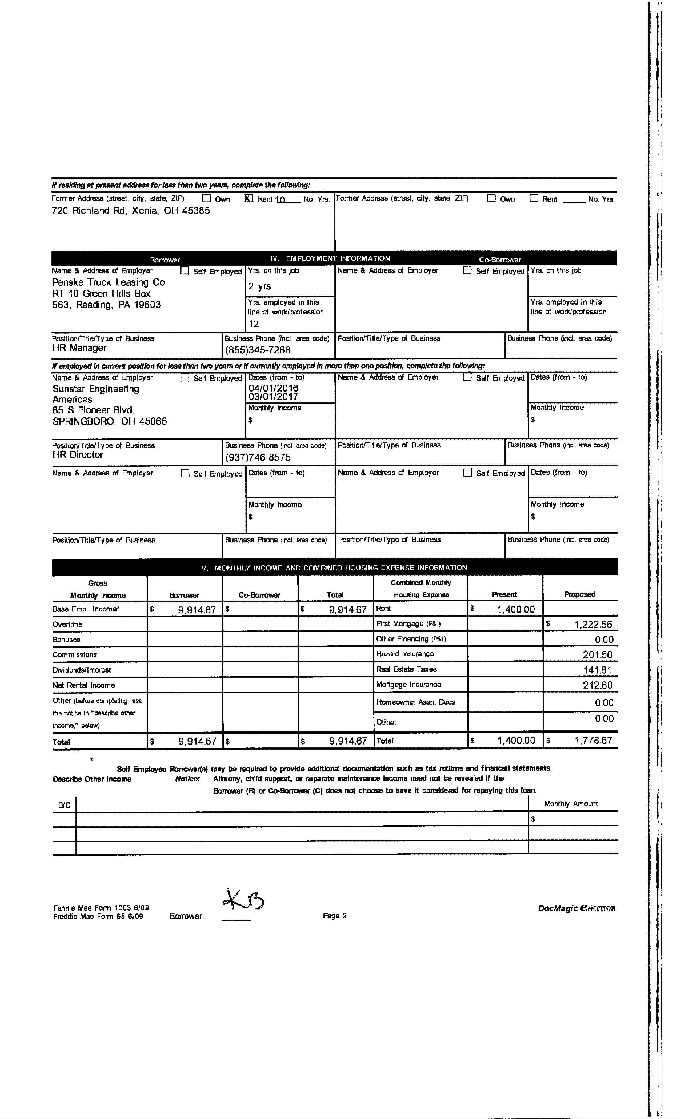 If residing at present address for less than two years, complete the following:
Former Address (street, city, state, ZIP) Own X Rent 10 No. Yrs. Former Address (street, city, state, ZIP) Own Rent No. Yrs.
720 Richland Rd, Xenia, OH 45385
Borrower IV. EMPLOYMENT INFORMATION Co-Borrower
Name & Address of Employer Self Employed Yrs. on this job Name & Address of Employer Self Employed Yrs. on this job
Penske Truck Leasing Co
2 yrs
RT 10 Green Hills Box
563, Reading, PA 19603
Yrs. employed in this line of work/profession Yrs. employed in this line of work/profession
12
Position/Title/Type of Business Business Phone (incl. area code) Position/Title/Type of Business Business Phone (incl. area code)
HR Manager (855)345-7268
If employed in current position for less than two years or if currently employed in more than one position, complete the following:
Name & Address of Employer Self Employed Dates (from - to) Name & Address of Employer Self Employed Dates (from - to)
Sunstar Engineering 04/01/2016
Americas 03/01/2017
85 S Pioneer Blvd Monthly Income Monthly Income
SPRINGBORO, OH 45066 $ $
Position/Title/Type of Business Business Phone (incl. area code) Position/Title/Type of Business Business Phone (incl. area code)
HR Director (937)746-8575
Name & Address of Employer Self Employed Dates (from - to) Name & Address of Employer Self Employed Dates (from - to)
Monthly Income Monthly Income
$ $
Position/Title/Type of Business Business Phone (incl. area code) Position/Title/Type of Business Business Phone (incl. area code)
V. MONTHLY INCOME AND COMBINED HOUSING EXPENSE INFORMATION
Gross Combined Monthly
Monthly Income Borrower Co-Borrower Total Housing Expense Present Proposed
Base Empl. Income* $ 9,914.67 $ $ 9,914.67 Rent $ 1,400.00
Overtime First Mortgage (P&I) $ 1,222.56
Bonuses Other Financing (P&I) 0.00
Commissions Hazard Insurance 201.50
Dividends/Interest Real Estate Taxes 141.81
Net Rental Income Mortgage Insurance 212.80
Other (before completing, see the notice in "describe other income," below) Homeowner Assn. Dues 0.00
Other: 0.00
Total $ 9,914.67 $ $ 9,914.67 Total $ 1,400.00 $ 1,778.67
* Self Employed Borrower(s) may be required to provide additional documentation such as tax returns and financial statements.
Describe Other Income Notice: Alimony, child support, or separate maintenance income need not be revealed if the
Borrower (B) or Co-Borrower (C) does not choose to have it considered for repaying this loan.
B/C Monthly Amount
$
KB
Fannie Mae Form 1003 6/09
Freddie Mac Form 65 6/09 Borrower Page 2 DocMagic